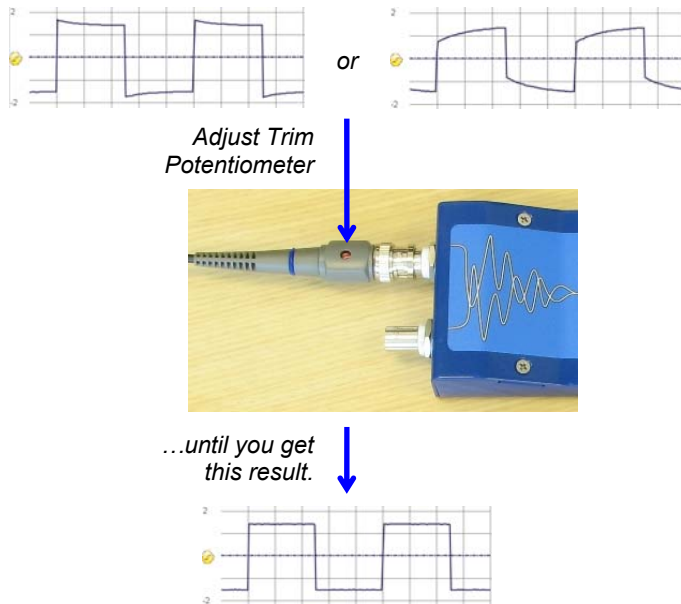 2
-2
or
2
-2
Adjust Trim
Potentiometer
…until you get
this result.
2
-2